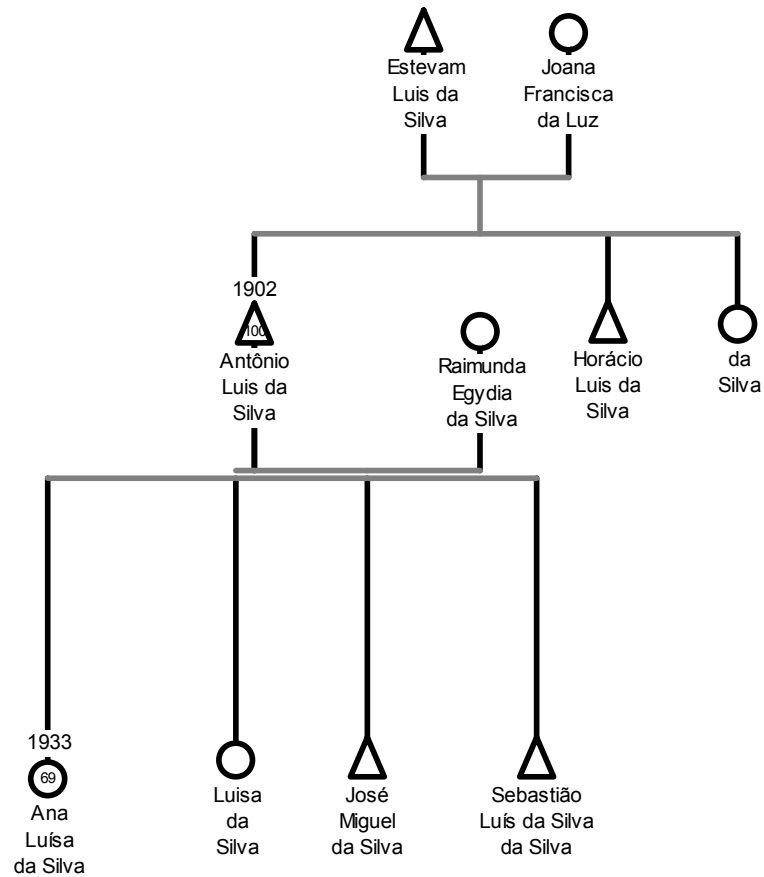 Estevam
Luis da
Silva
Joana
Francisca
da Luz
1902
100
Antônio
Luis da
Silva
Raimunda
Egydia
da Silva
Horácio
Luis da
Silva
da
Silva
1933
69
Ana
Luísa
da Silva
Luisa
da
Silva
José
Miguel
da Silva
Sebastião
Luís da Silva
da Silva